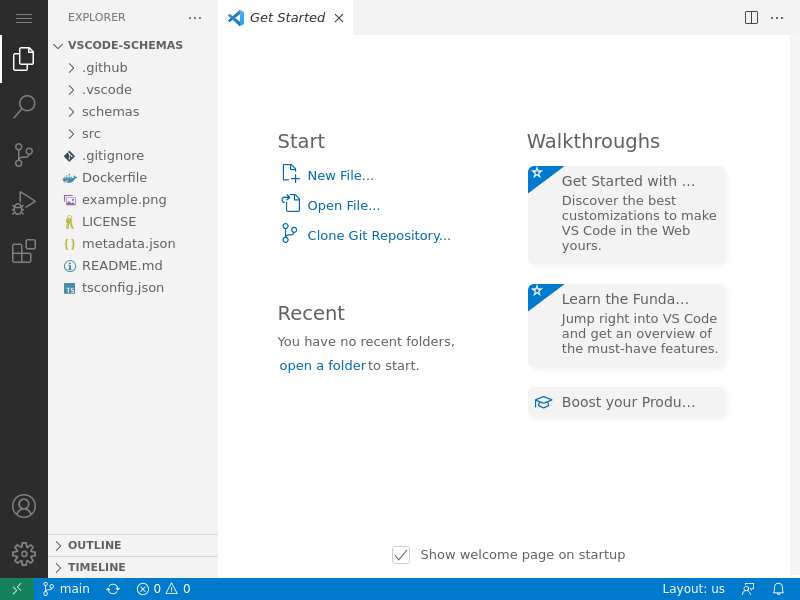 EXPLORER
VSCODE-SCHEMAS
.github
.vscode
schemas
src
.gitignore
Dockerfile
example.png
LICENSE
metadata.json
README.md
TS
tsconfig.json
OUTLINE
TIMELINE
Get Started
Start
New File...
Open File...
Clone Git Repository...
Recent
You have no recent folders,
open a folder to start.
Walkthroughs
Get Started with ...
Discover the best
customizations to make
VS Code in the Web
yours.
Learn the Funda...
Jump right into VS Code
and get an overview of
the must-have features.
Boost your Produ...
Show welcome page on startup
main
0
0
Layout: us